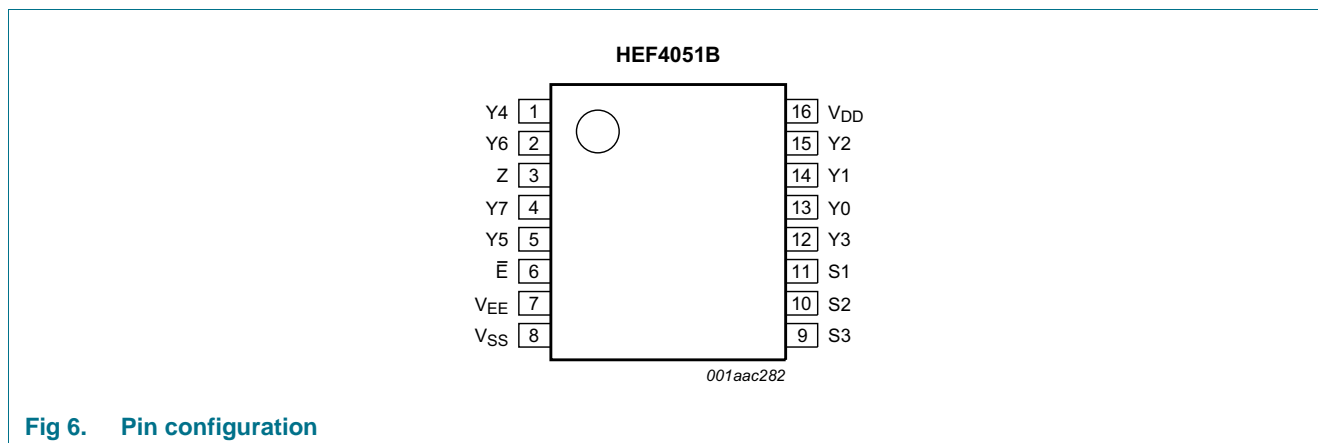 HEF4051B
Y4 1 16 VDD
Y6 2 15 Y2
Z 3 14 Y1
Y7 4 13 Y0
Y5 5 12 Y3
E̅ 6 11 S1
VEE 7 10 S2
VSS 8 9 S3
001aac282
Fig 6. Pin configuration